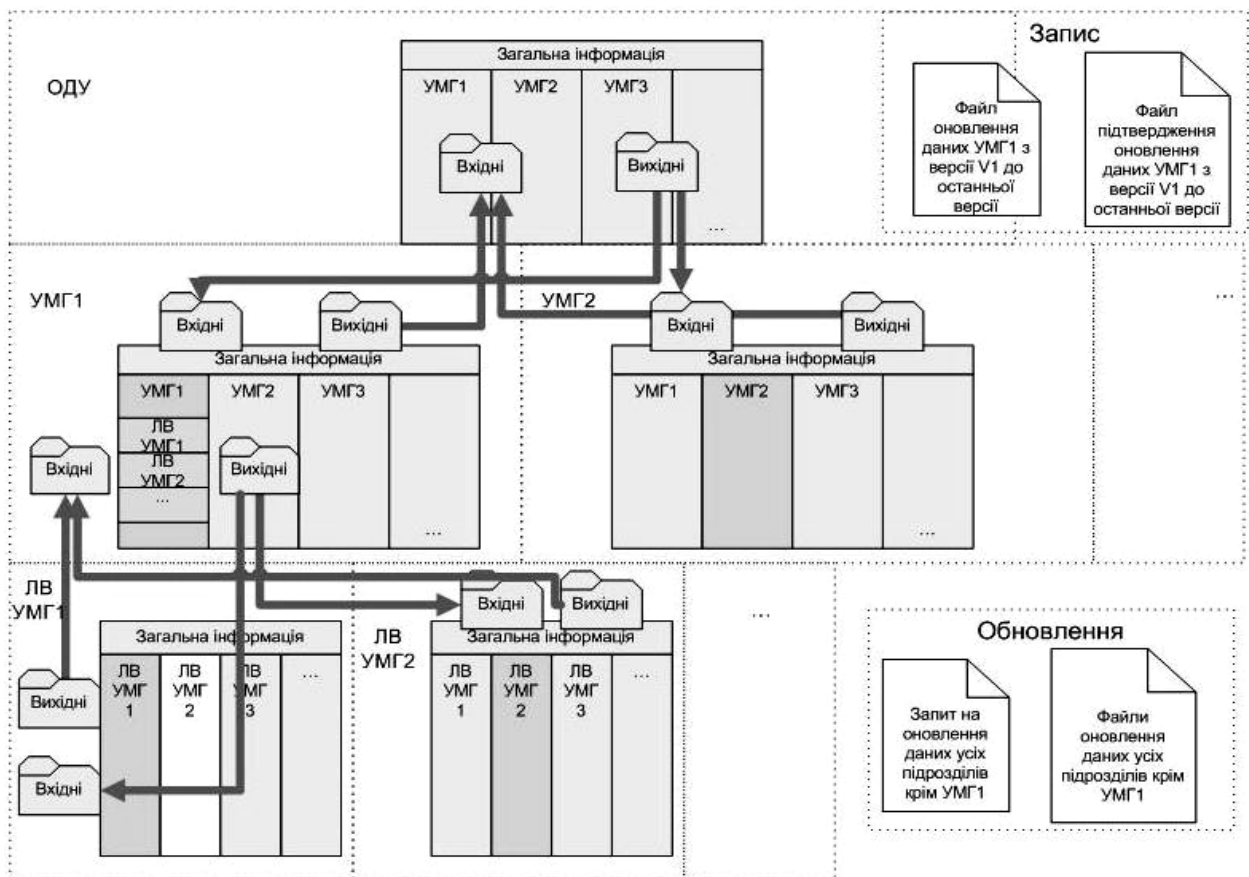 ОДУ
Загальна інформація
УМГ1
УМГ2
УМГ3
Вхідні
Вихідні
...
Запис
Файл
оновлення
даних УМГ1 з
версії V1 до
останньої
версії
Файл
підтвердження
оновлення
даних УМГ1 з
версії V1 до
останньої версії
УМГ1
Вхідні
Вихідні
Загальна інформація
УМГ1
УМГ2
УМГ3
ЛВ
УМГ1
ЛВ
УМГ2
...
Вхідні
Вихідні
...
УМГ2
Вхідні
Вихідні
Загальна інформація
УМГ1
УМГ2
УМГ3
...
...
ЛВ
УМГ1
Загальна інформація
ЛВ
УМГ
1
ЛВ
УМГ
2
ЛВ
УМГ
3
...
Вихідні
Вхідні
ЛВ
УМГ2
Вхідні
Вихідні
Загальна інформація
ЛВ
УМГ
1
ЛВ
УМГ
2
ЛВ
УМГ
3
...
...
Обновлення
Запит на
оновлення
даних усіх
підрозділів
крім УМГ1
Файли
оновлення
даних усіх
підрозділів крім
УМГ1